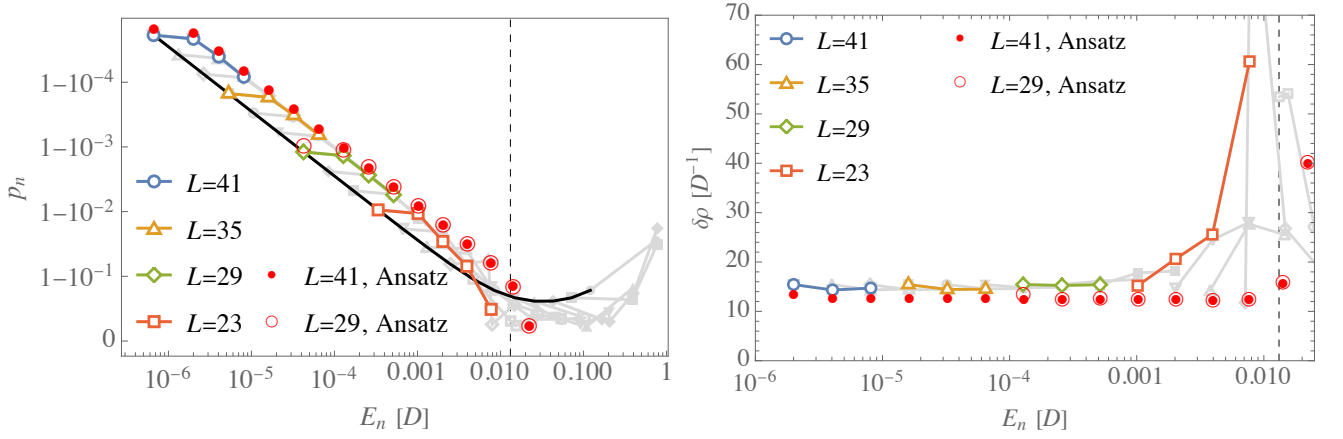 1-10⁻⁴
1-10⁻³
1-10⁻²
1-10⁻¹
0
pₙ
L=41
L=35
L=29
L=23
L=41, Ansatz
L=29, Ansatz
10⁻⁶ 10⁻⁵ 10⁻⁴ 0.001 0.010 0.100 1
Eₙ [D]
70
60
50
40
30
20
10
0
δρ [D⁻¹]
L=41
L=35
L=29
L=23
L=41, Ansatz
L=29, Ansatz
10⁻⁶ 10⁻⁵ 10⁻⁴ 0.001 0.010
Eₙ [D]